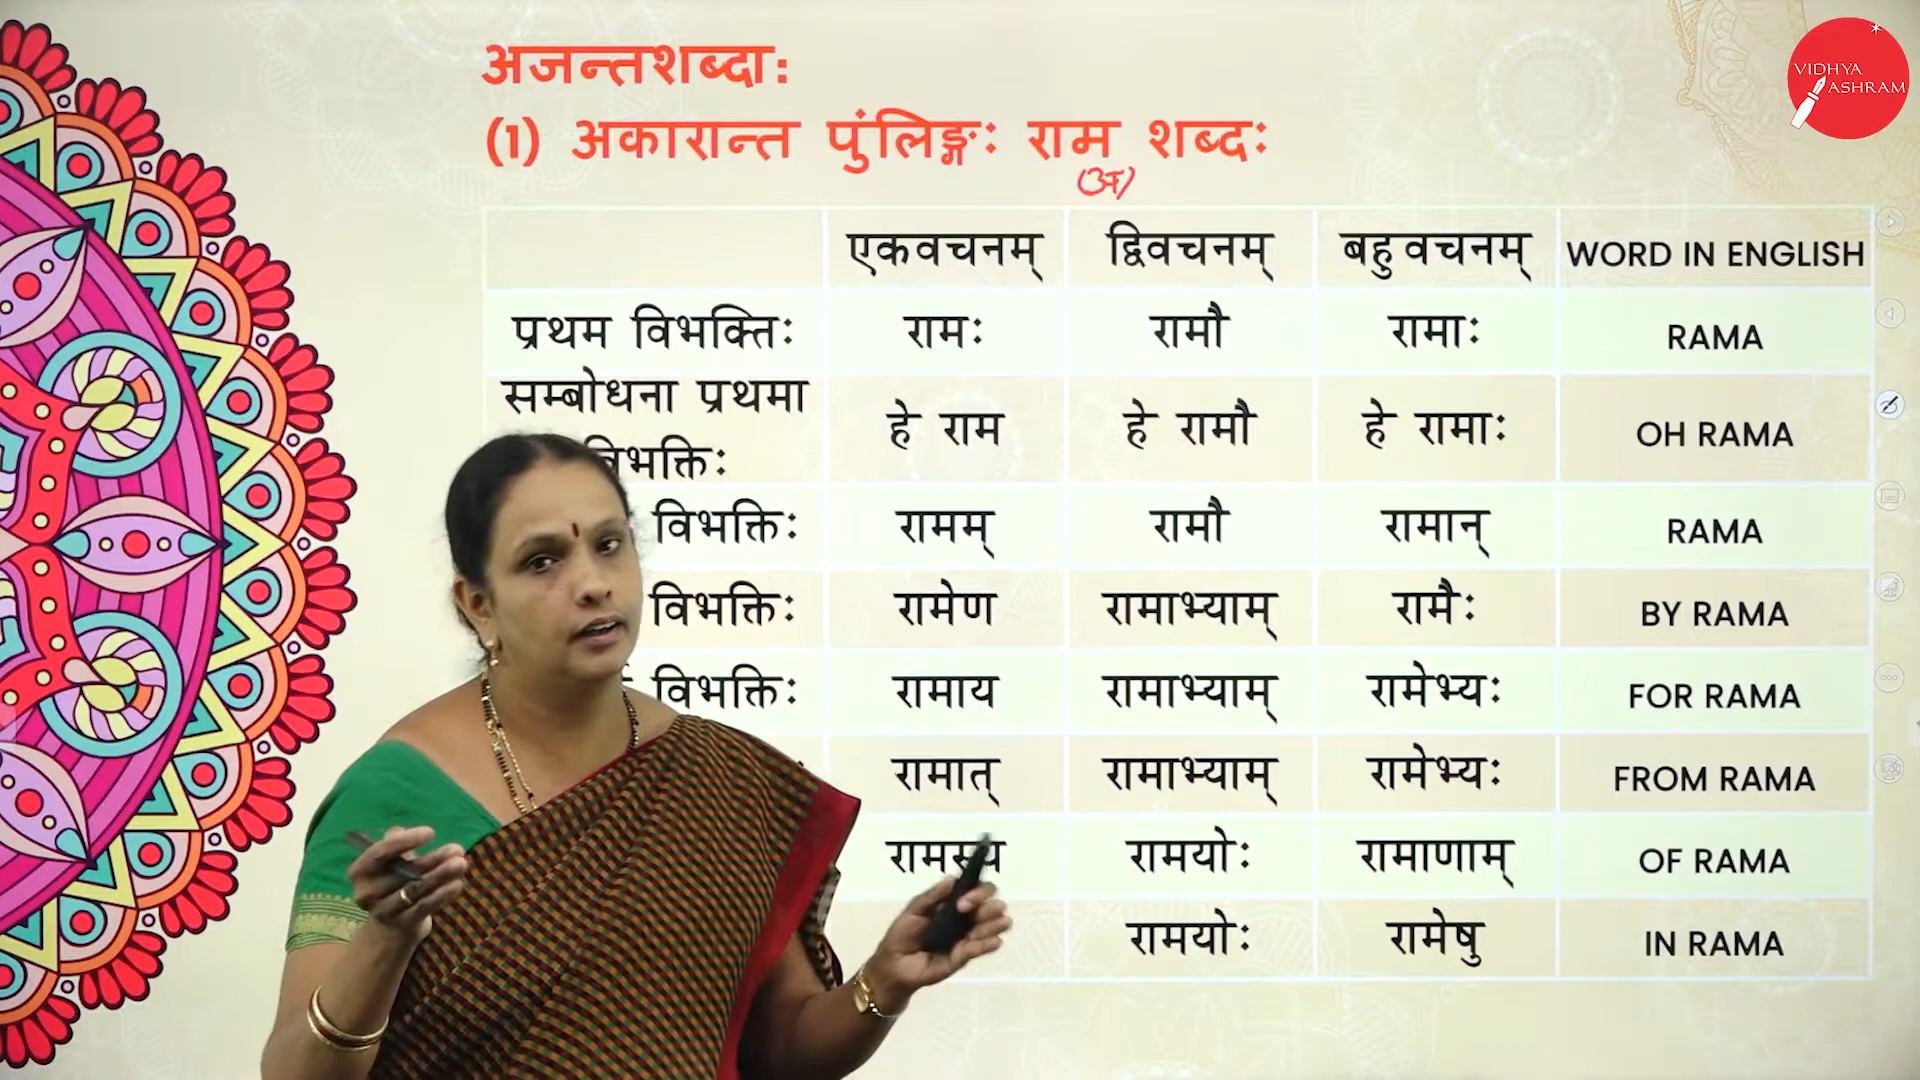 VIDHYA
ASHRAM
अजन्तशब्दाः
(1) अकारान्त पुंलिङ्गः राम शब्दः
(अ)
एकवचनम् द्विवचनम् बहुवचनम् WORD IN ENGLISH
प्रथम विभक्तिः रामः रामौ रामाः RAMA
सम्बोधना प्रथमा
विभक्तिः हे राम हे रामौ हे रामाः OH RAMA
विभक्तिः रामम् रामौ रामान् RAMA
विभक्तिः रामेण रामाभ्याम् रामैः BY RAMA
विभक्तिः रामाय रामाभ्याम् रामेभ्यः FOR RAMA
रामात् रामाभ्याम् रामेभ्यः FROM RAMA
रामस्य रामयोः रामाणाम् OF RAMA
रामयोः रामेषु IN RAMA